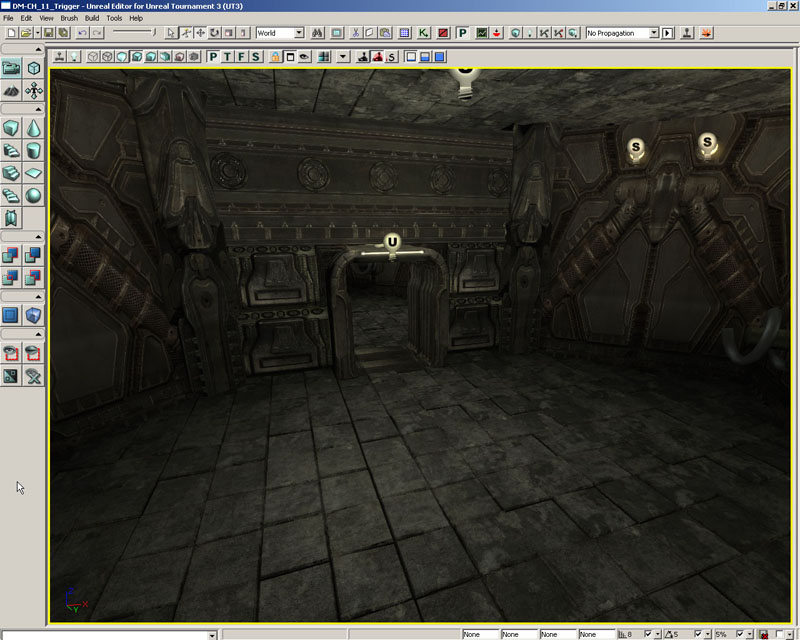 DM-CH_11_Trigger - Unreal Editor for Unreal Tournament 3 (UT3)
File Edit View Brush Build Tools Help
World K P No Propagation
P T F S S
S S
U
Z X Y
None None None None 8 5 5%